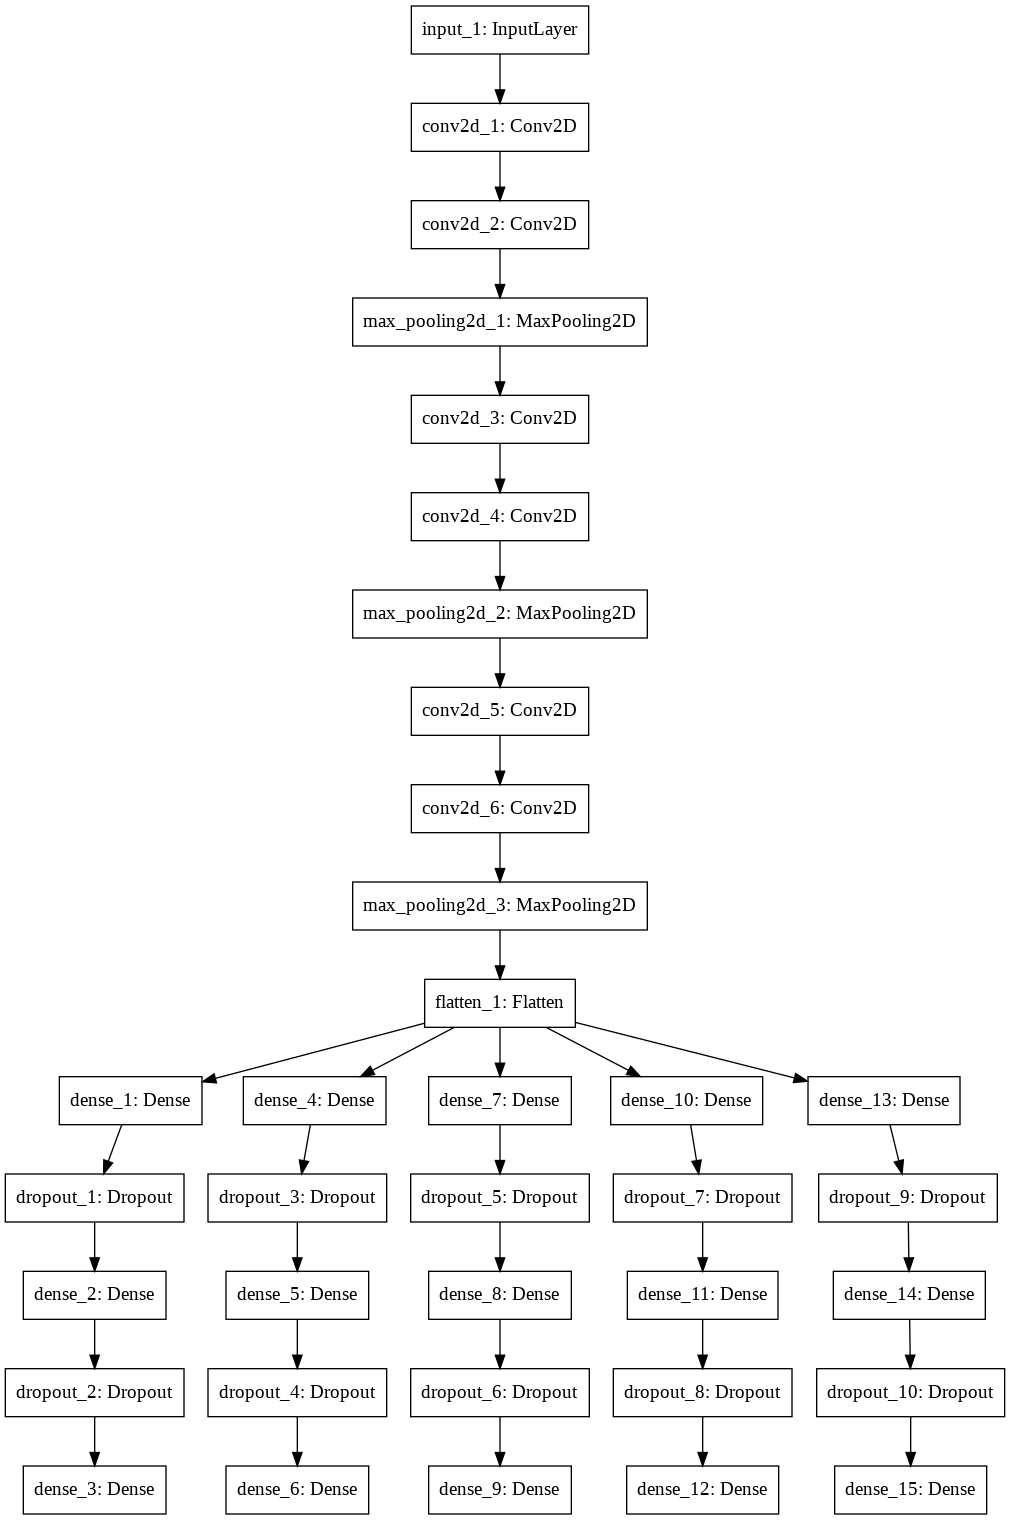 input_1: InputLayer
conv2d_1: Conv2D
conv2d_2: Conv2D
max_pooling2d_1: MaxPooling2D
conv2d_3: Conv2D
conv2d_4: Conv2D
max_pooling2d_2: MaxPooling2D
conv2d_5: Conv2D
conv2d_6: Conv2D
max_pooling2d_3: MaxPooling2D
flatten_1: Flatten
dense_1: Dense
dense_4: Dense
dense_7: Dense
dense_10: Dense
dense_13: Dense
dropout_1: Dropout
dropout_3: Dropout
dropout_5: Dropout
dropout_7: Dropout
dropout_9: Dropout
dense_2: Dense
dense_5: Dense
dense_8: Dense
dense_11: Dense
dense_14: Dense
dropout_2: Dropout
dropout_4: Dropout
dropout_6: Dropout
dropout_8: Dropout
dropout_10: Dropout
dense_3: Dense
dense_6: Dense
dense_9: Dense
dense_12: Dense
dense_15: Dense